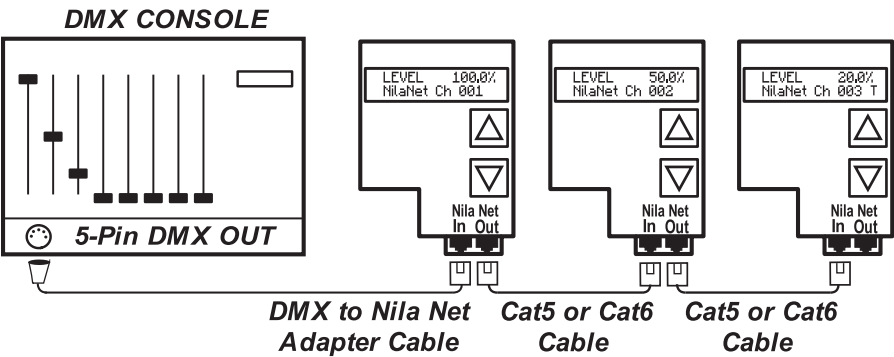 DMX CONSOLE
LEVEL 100.0%
NilaNet Ch 001
LEVEL 50.0%
NilaNet Ch 002
LEVEL 20.0%
NilaNet Ch 003 T
Nila Net
In Out
Nila Net
In Out
Nila Net
In Out
5-Pin DMX OUT
DMX to Nila Net
Adapter Cable
Cat5 or Cat6
Cable
Cat5 or Cat6
Cable